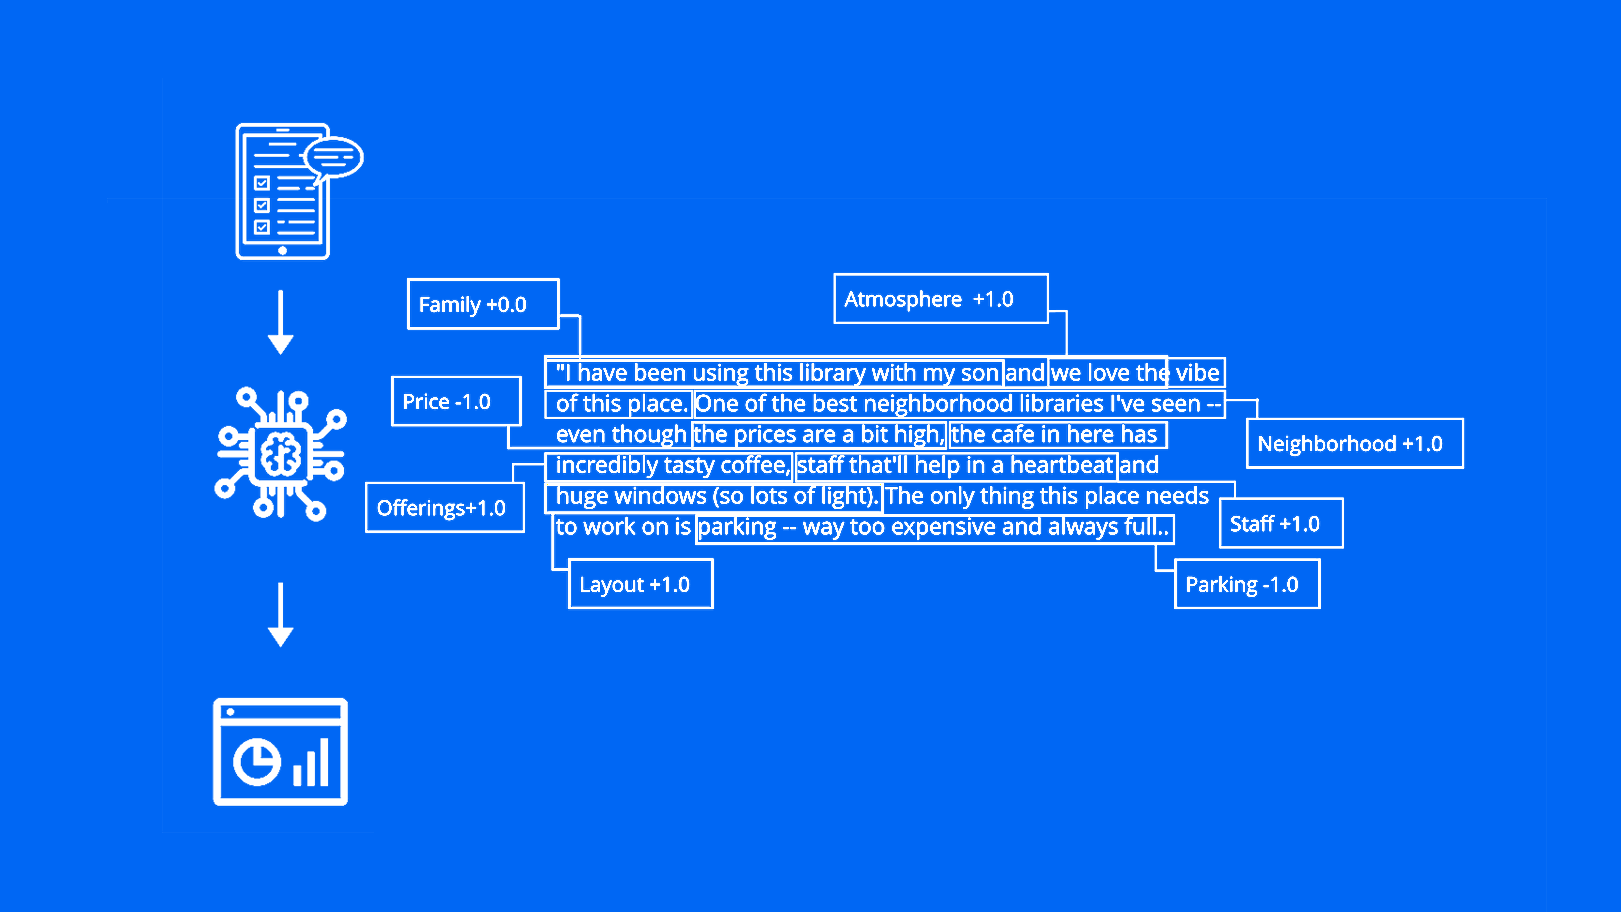 Family +0.0
Atmosphere +1.0
"I have been using this library with my son and we love the vibe
Price -1.0
of this place. One of the best neighborhood libraries I've seen --
even though the prices are a bit high, the cafe in here has
Neighborhood +1.0
incredibly tasty coffee, staff that'll help in a heartbeat and
huge windows (so lots of light). The only thing this place needs
Offerings+1.0
to work on is parking -- way too expensive and always full..
Staff +1.0
Layout +1.0
Parking -1.0